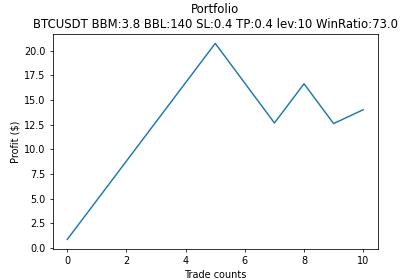 Portfolio
BTCUSDT BBM:3.8 BBL:140 SL:0.4 TP:0.4 lev:10 WinRatio:73.0
20.0
17.5
15.0
12.5
10.0
7.5
5.0
2.5
0.0
Profit ($)
0 2 4 6 8 10
Trade counts